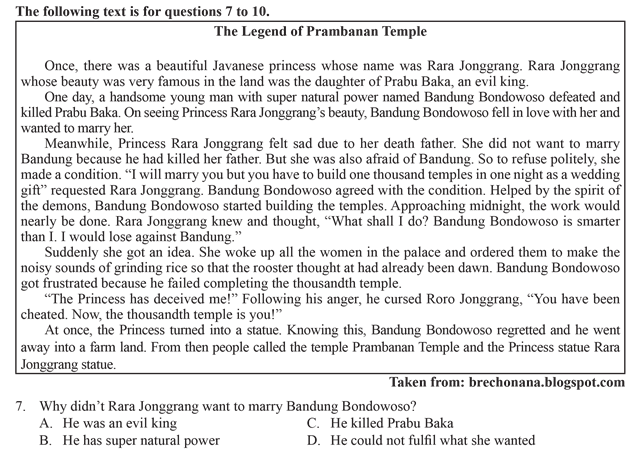 The following text is for questions 7 to 10.
The Legend of Prambanan Temple
Once, there was a beautiful Javanese princess whose name was Rara Jonggrang. Rara Jonggrang
whose beauty was very famous in the land was the daughter of Prabu Baka, an evil king.
One day, a handsome young man with super natural power named Bandung Bondowoso defeated and
killed Prabu Baka. On seeing Princess Rara Jonggrang's beauty, Bandung Bondowoso fell in love with her and
wanted to marry her.
Meanwhile, Princess Rara Jonggrang felt sad due to her death father. She did not want to marry
Bandung because he had killed her father. But she was also afraid of Bandung. So to refuse politely, she
made a condition. "I will marry you but you have to build one thousand temples in one night as a wedding
gift" requested Rara Jonggrang. Bandung Bondowoso agreed with the condition. Helped by the spirit of
the demons, Bandung Bondowoso started building the temples. Approaching midnight, the work would
nearly be done. Rara Jonggrang knew and thought, "What shall I do? Bandung Bondowoso is smarter
than I. I would lose against Bandung."
Suddenly she got an idea. She woke up all the women in the palace and ordered them to make the
noisy sounds of grinding rice so that the rooster thought at had already been dawn. Bandung Bondowoso
got frustrated because he failed completing the thousandth temple.
"The Princess has deceived me!" Following his anger, he cursed Roro Jonggrang, "You have been
cheated. Now, the thousandth temple is you!"
At once, the Princess turned into a statue. Knowing this, Bandung Bondowoso regretted and he went
away into a farm land. From then people called the temple Prambanan Temple and the Princess statue Rara
Jonggrang statue.
Taken from: brechonana.blogspot.com
7. Why didn't Rara Jonggrang want to marry Bandung Bondowoso?
A. He was an evil king C. He killed Prabu Baka
B. He has super natural power D. He could not fulfil what she wanted